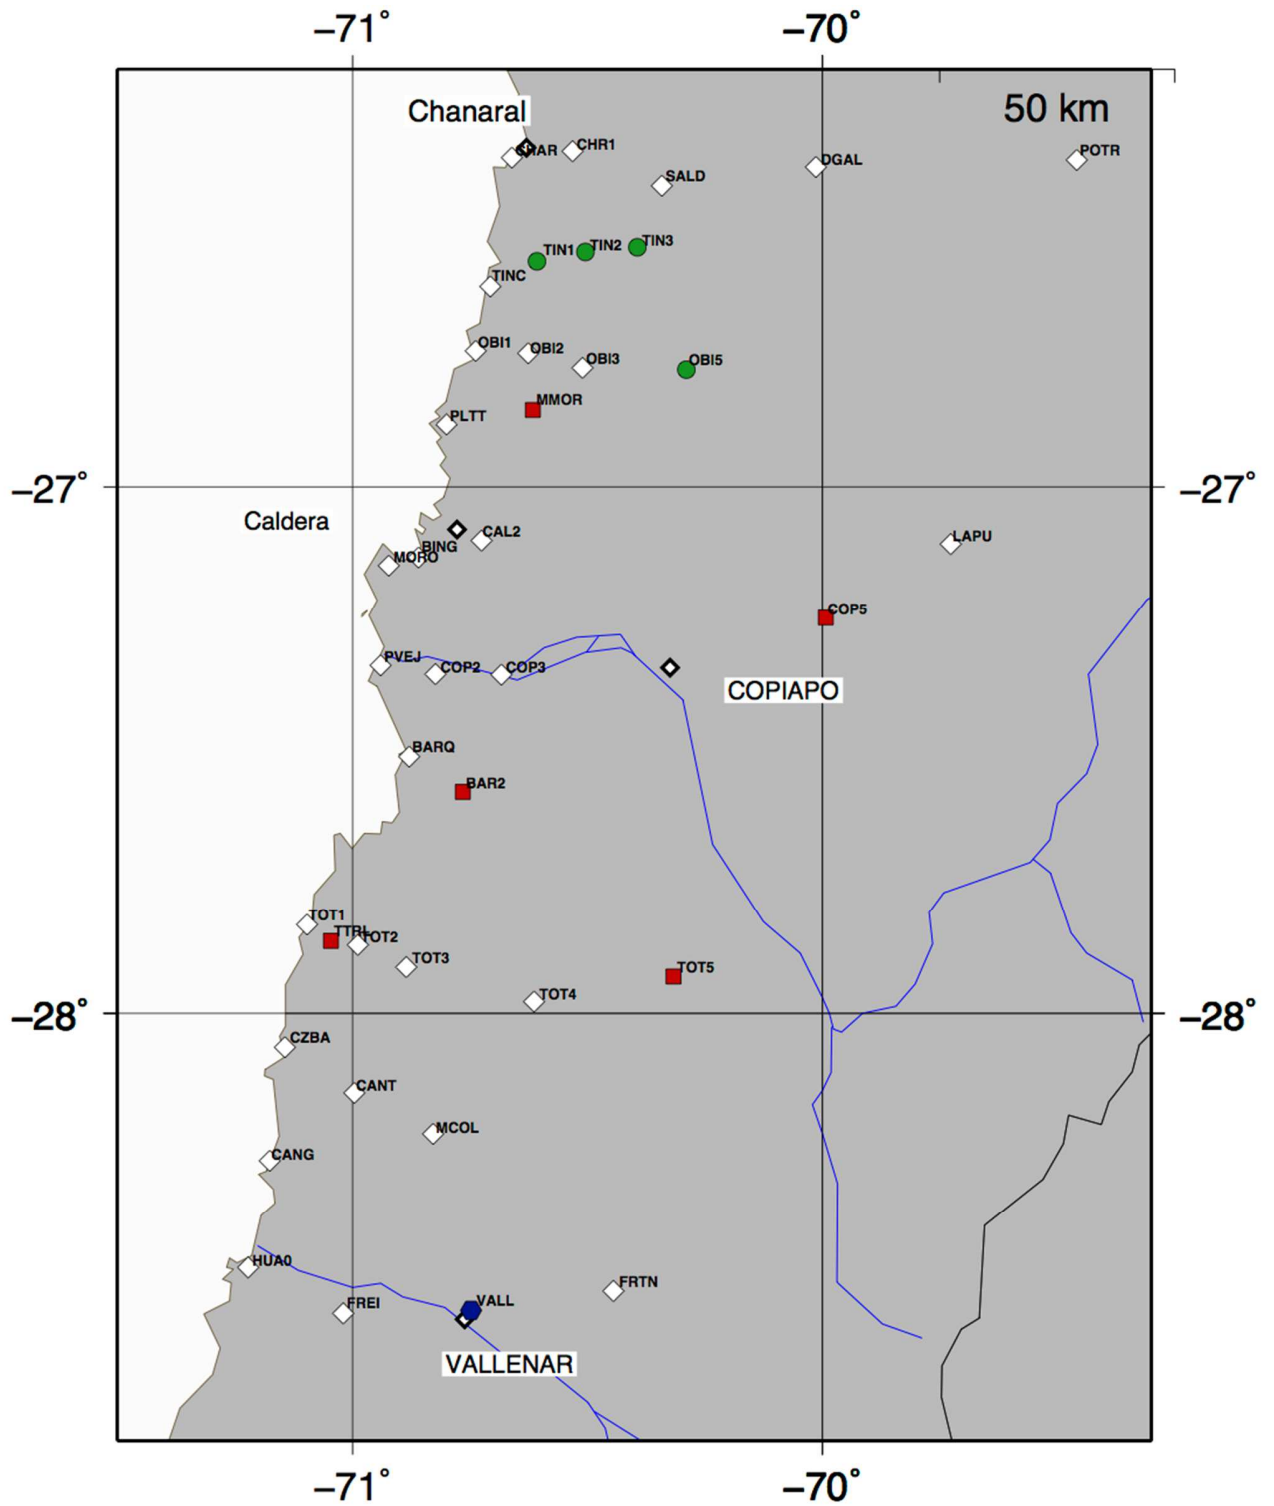 −71° −70°
Chanaral 50 km
CHAR CHR1 DGAL POTR
SALD
TIN1 TIN2 TIN3
TINC
OBI1 OBI2 OBI3 OBI5
MMOR
PLTT
−27° −27°
Caldera CAL2 LAPU
MORO BING
COP5
PVEJ COP2 COP3
COPIAPO
BARQ
BAR2
TOT1
TOT2
TOT3 TOT5
TOT4
−28° −28°
CZBA
CANT
MCOL
CANG
HUA0
FRTN
FREI VALL
VALLENAR
−71° −70°